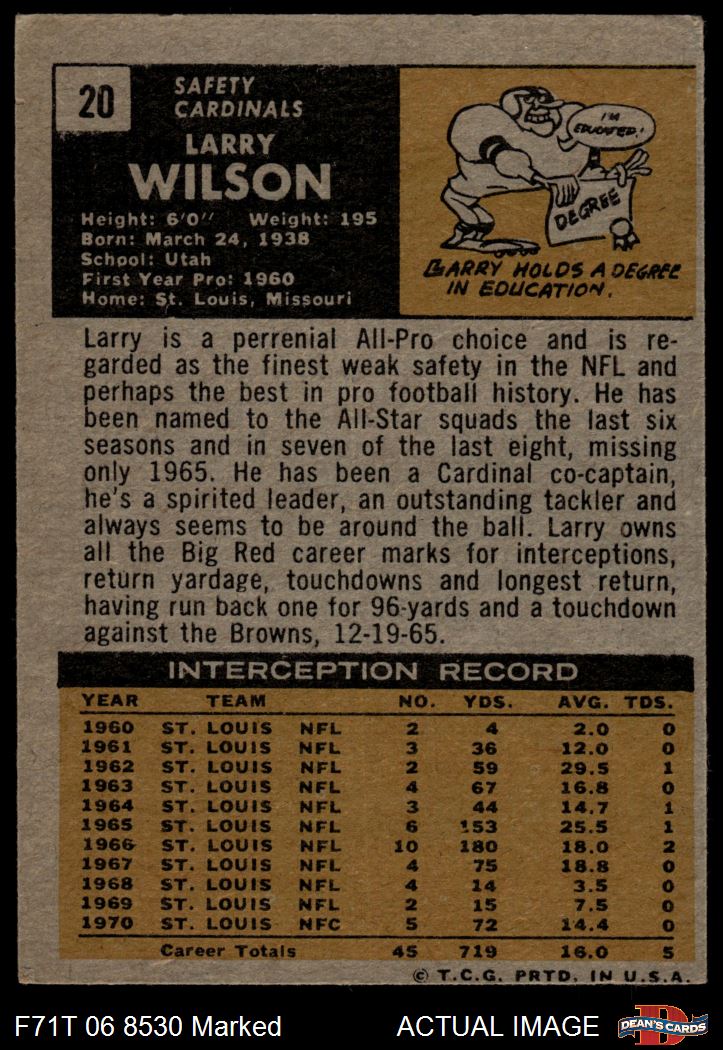 20
SAFETY
CARDINALS
LARRY
WILSON
Height: 6'0" Weight: 195
Born: March 24, 1938
School: Utah
First Year Pro: 1960
Home: St. Louis, Missouri
I'M
EDUCATED!
DEGREE
LARRY HOLDS A DEGREE
IN EDUCATION.
Larry is a perrenial All-Pro choice and is re-
garded as the finest weak safety in the NFL and
perhaps the best in pro football history. He has
been named to the All-Star squads the last six
seasons and in seven of the last eight, missing
only 1965. He has been a Cardinal co-captain,
he's a spirited leader, an outstanding tackler and
always seems to be around the ball. Larry owns
all the Big Red career marks for interceptions,
return yardage, touchdowns and longest return,
having run back one for 96-yards and a touchdown
against the Browns, 12-19-65.
INTERCEPTION RECORD
YEAR TEAM NO. YDS. AVG. TDS.
1960 ST. LOUIS NFL 2 4 2.0 0
1961 ST. LOUIS NFL 3 36 12.0 0
1962 ST. LOUIS NFL 2 59 29.5 1
1963 ST. LOUIS NFL 4 67 16.8 0
1964 ST. LOUIS NFL 3 44 14.7 1
1965 ST. LOUIS NFL 6 153 25.5 1
1966 ST. LOUIS NFL 10 180 18.0 2
1967 ST. LOUIS NFL 4 75 18.8 0
1968 ST. LOUIS NFL 4 14 3.5 0
1969 ST. LOUIS NFL 2 15 7.5 0
1970 ST. LOUIS NFC 5 72 14.4 0
Career Totals 45 719 16.0 5
© T.C.G. PRTD. IN U.S.A.
F71T 06 8530 Marked ACTUAL IMAGE
D
DEAN'S CARDS